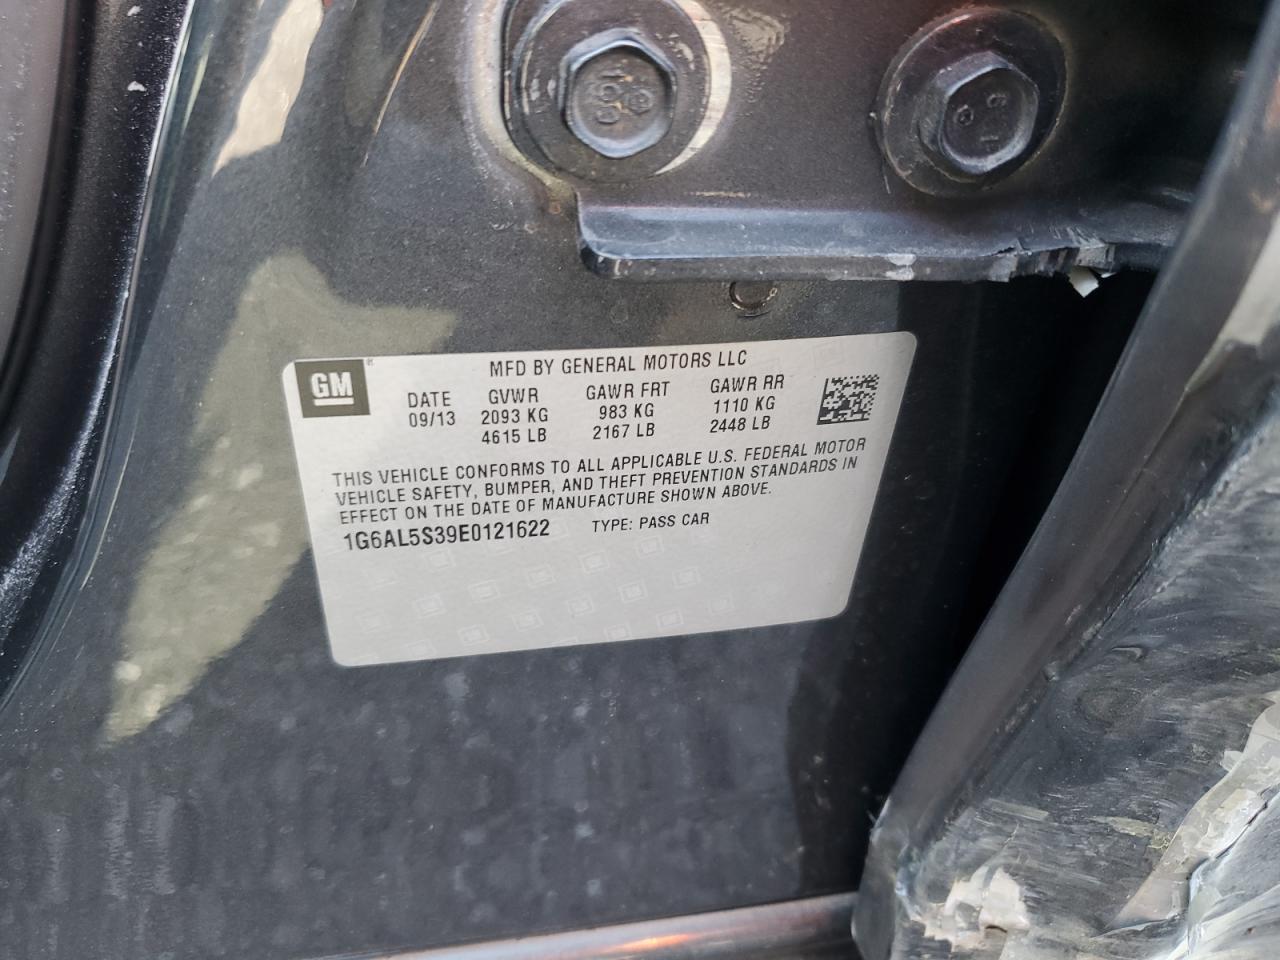 GM
MFD BY GENERAL MOTORS LLC
DATE GVWR GAWR FRT GAWR RR
09/13 2093 KG 983 KG 1110 KG
4615 LB 2167 LB 2448 LB
THIS VEHICLE CONFORMS TO ALL APPLICABLE U.S. FEDERAL MOTOR
VEHICLE SAFETY, BUMPER, AND THEFT PREVENTION STANDARDS IN
EFFECT ON THE DATE OF MANUFACTURE SHOWN ABOVE.
1G6AL5S39E0121622 TYPE: PASS CAR